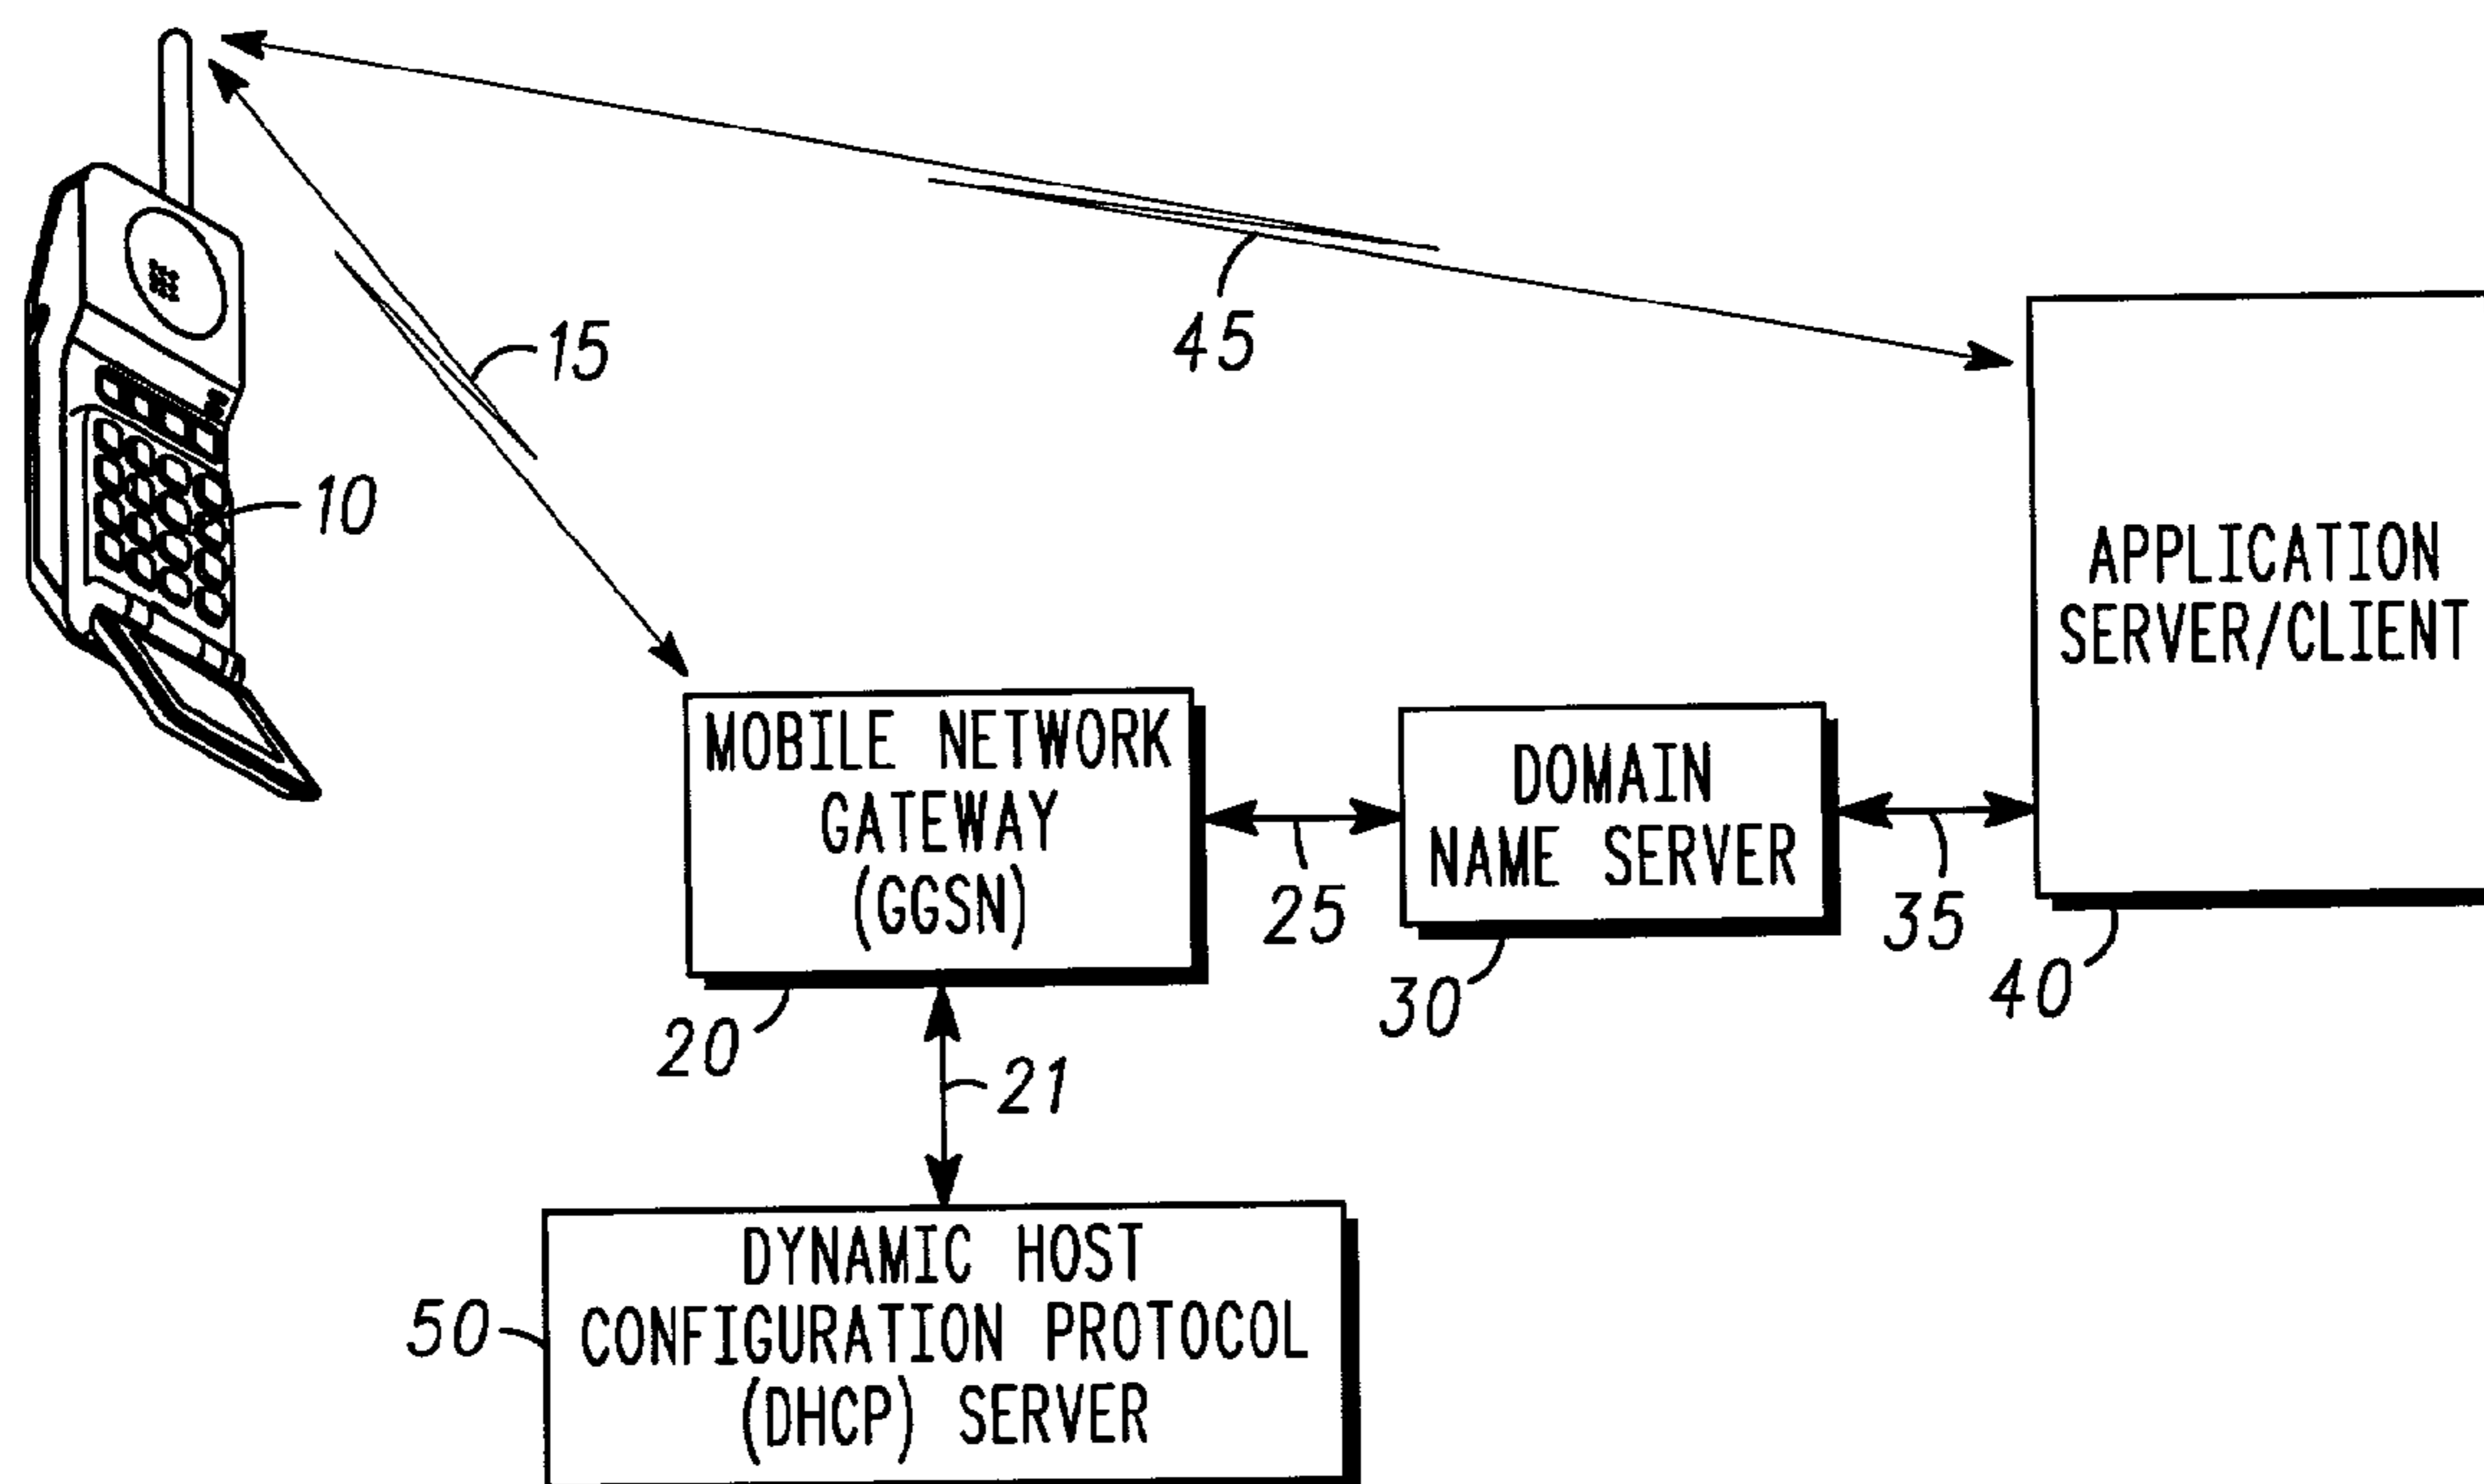 15
45
10
APPLICATION
SERVER/CLIENT
MOBILE NETWORK
GATEWAY
(GGSN)
DOMAIN
NAME SERVER
25
35
20
30
40
21
DYNAMIC HOST
CONFIGURATION PROTOCOL
(DHCP) SERVER
50